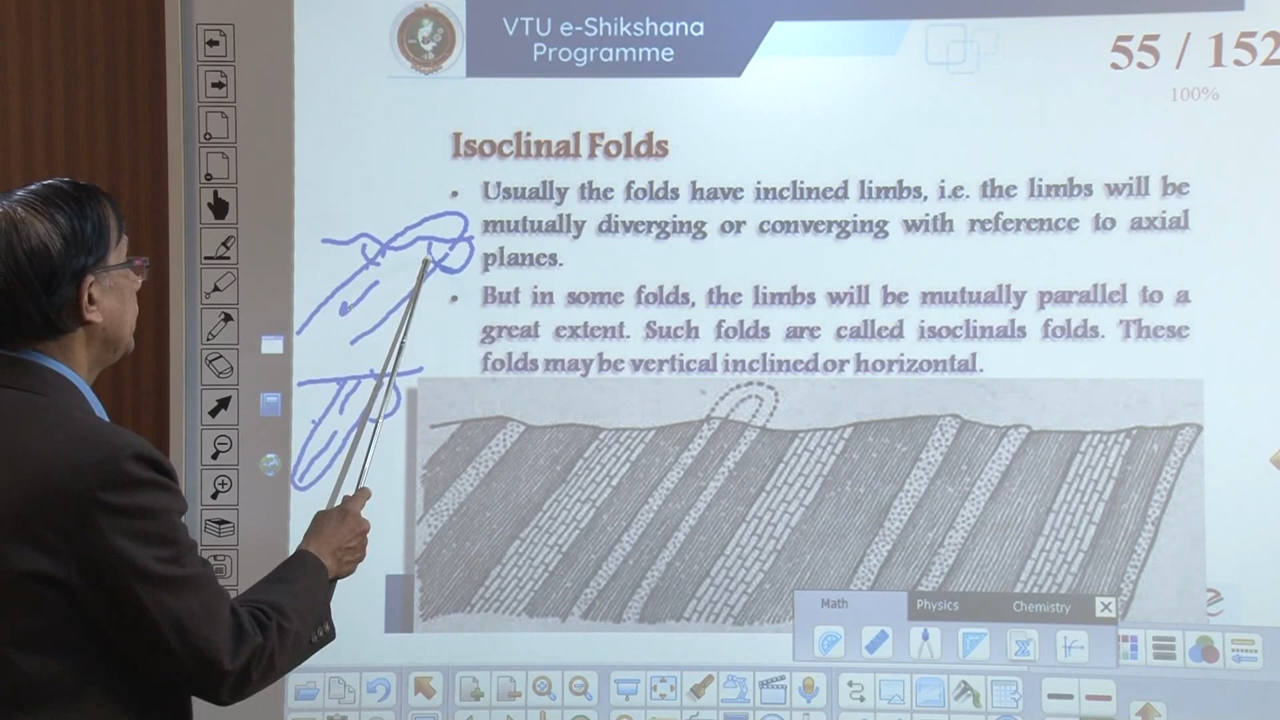 VTU e-Shikshana
Programme
55 / 152
100%
Isoclinal Folds
• Usually the folds have inclined limbs, i.e. the limbs will be
mutually diverging or converging with reference to axial
planes.
• But in some folds, the limbs will be mutually parallel to a
great extent. Such folds are called isoclinals folds. These
folds may be vertical inclined or horizontal.
Math
Physics
Chemistry